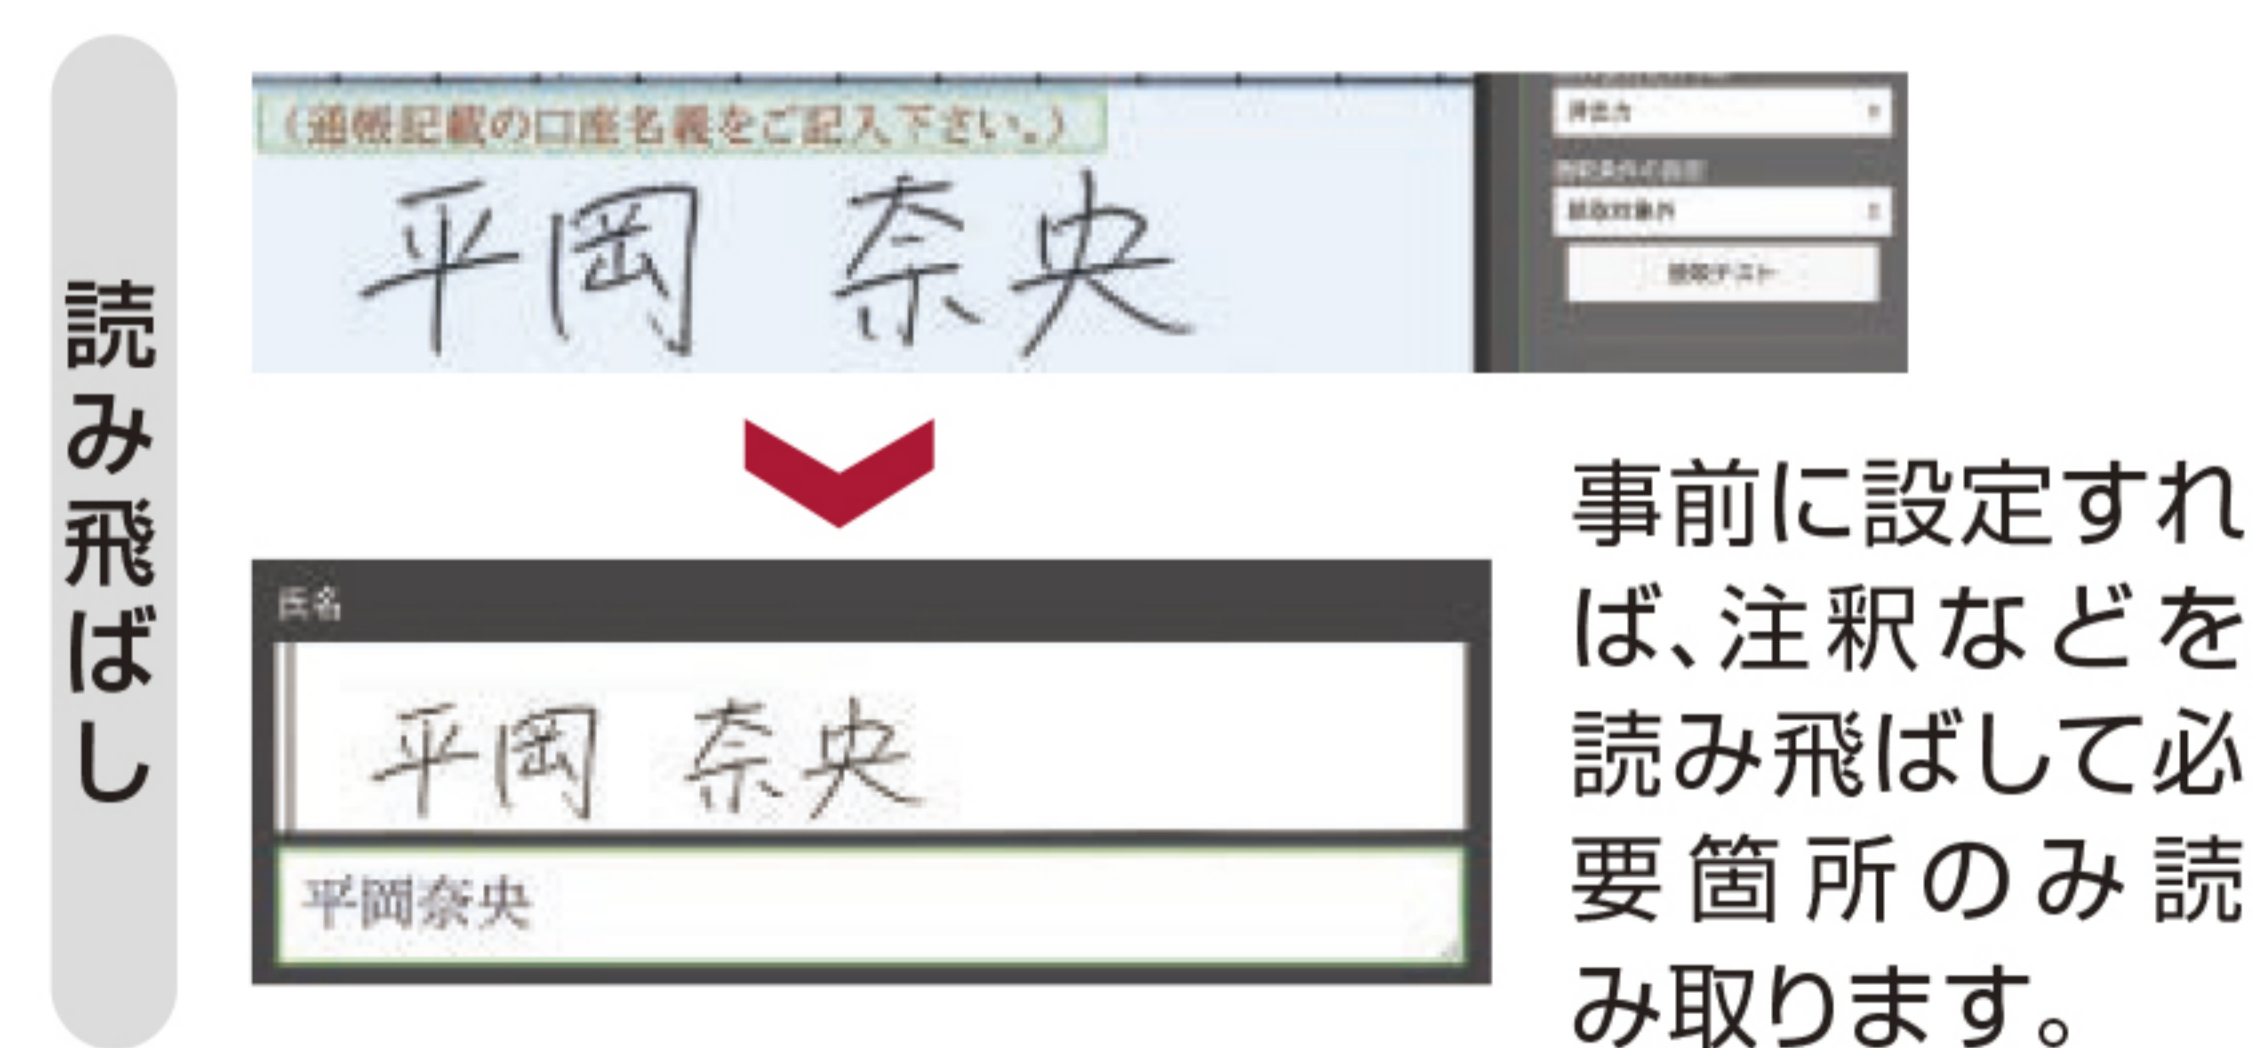 読み飛ばし
（通帳記載の口座名義をご記入下さい。）
平岡 奈央
氏名
平岡 奈央
平岡奈央
事前に設定すれ
ば、注釈などを
読み飛ばして必
要箇所のみ読
み取ります。